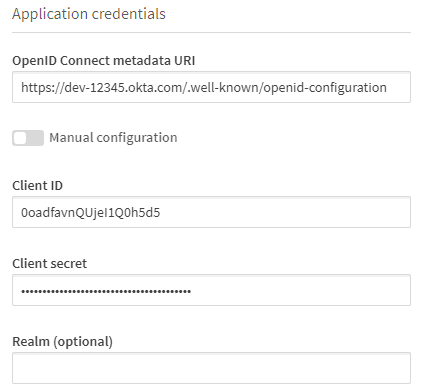 Application credentials
OpenID Connect metadata URI
https://dev-12345.okta.com/.well-known/openid-configuration
Manual configuration
Client ID
0oadfavnQUjeI1Q0h5d5
Client secret
••••••••••••••••••••••••••••••••••••••••
Realm (optional)